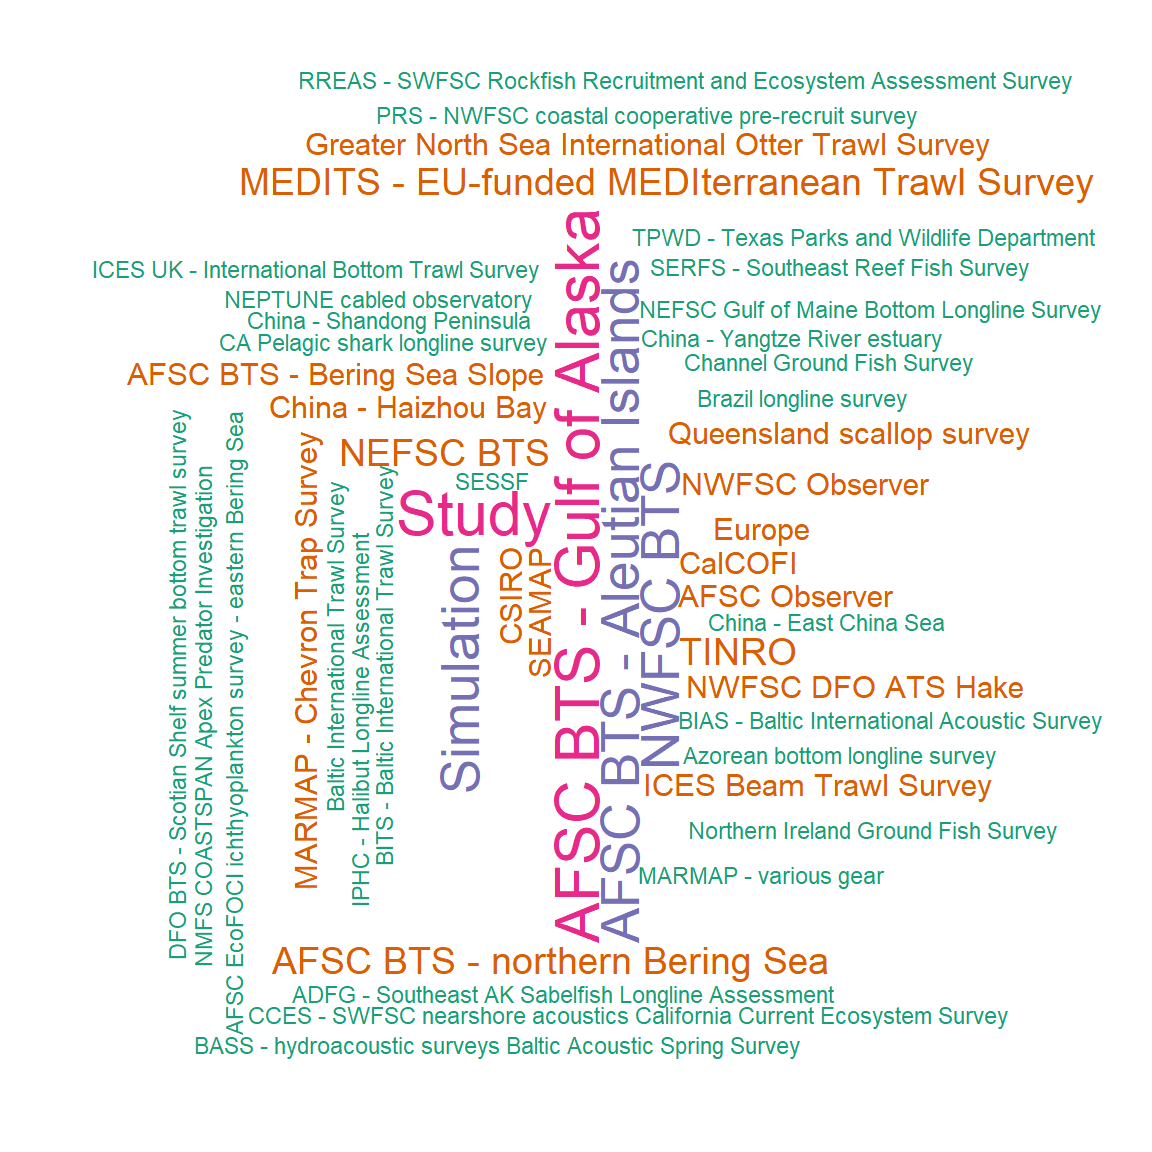 RREAS - SWFSC Rockfish Recruitment and Ecosystem Assessment Survey
PRS - NWFSC coastal cooperative pre-recruit survey
Greater North Sea International Otter Trawl Survey
MEDITS - EU-funded MEDIterranean Trawl Survey
TPWD - Texas Parks and Wildlife Department
ICES UK - International Bottom Trawl Survey
SERFS - Southeast Reef Fish Survey
NEPTUNE cabled observatory
NEFSC Gulf of Maine Bottom Longline Survey
China - Shandong Peninsula
China - Yangtze River estuary
CA Pelagic shark longline survey
Channel Ground Fish Survey
AFSC BTS - Bering Sea Slope
Brazil longline survey
China - Haizhou Bay
Queensland scallop survey
NEFSC BTS
SESSF
NWFSC Observer
Study
Europe
CalCOFI
AFSC Observer
China - East China Sea
TINRO
NWFSC DFO ATS Hake
BIAS - Baltic International Acoustic Survey
Azorean bottom longline survey
ICES Beam Trawl Survey
Northern Ireland Ground Fish Survey
MARMAP - various gear
DFO BTS - Scotian Shelf summer bottom trawl survey
NMFS COASTSPAN Apex Predator Investigation
AFSC EcoFOCI ichthyoplankton survey - eastern Bering Sea
MARMAP - Chevron Trap Survey
Baltic International Trawl Survey
IPHC - Halibut Longline Assessment
BITS - Baltic International Trawl Survey
Simulation
CSIRO
SEAMAP
AFSC BTS - Gulf of Alaska
AFSC BTS - Aleutian Islands
NWFSC BTS
AFSC BTS - northern Bering Sea
ADFG - Southeast AK Sabelfish Longline Assessment
CCES - SWFSC nearshore acoustics California Current Ecosystem Survey
BASS - hydroacoustic surveys Baltic Acoustic Spring Survey